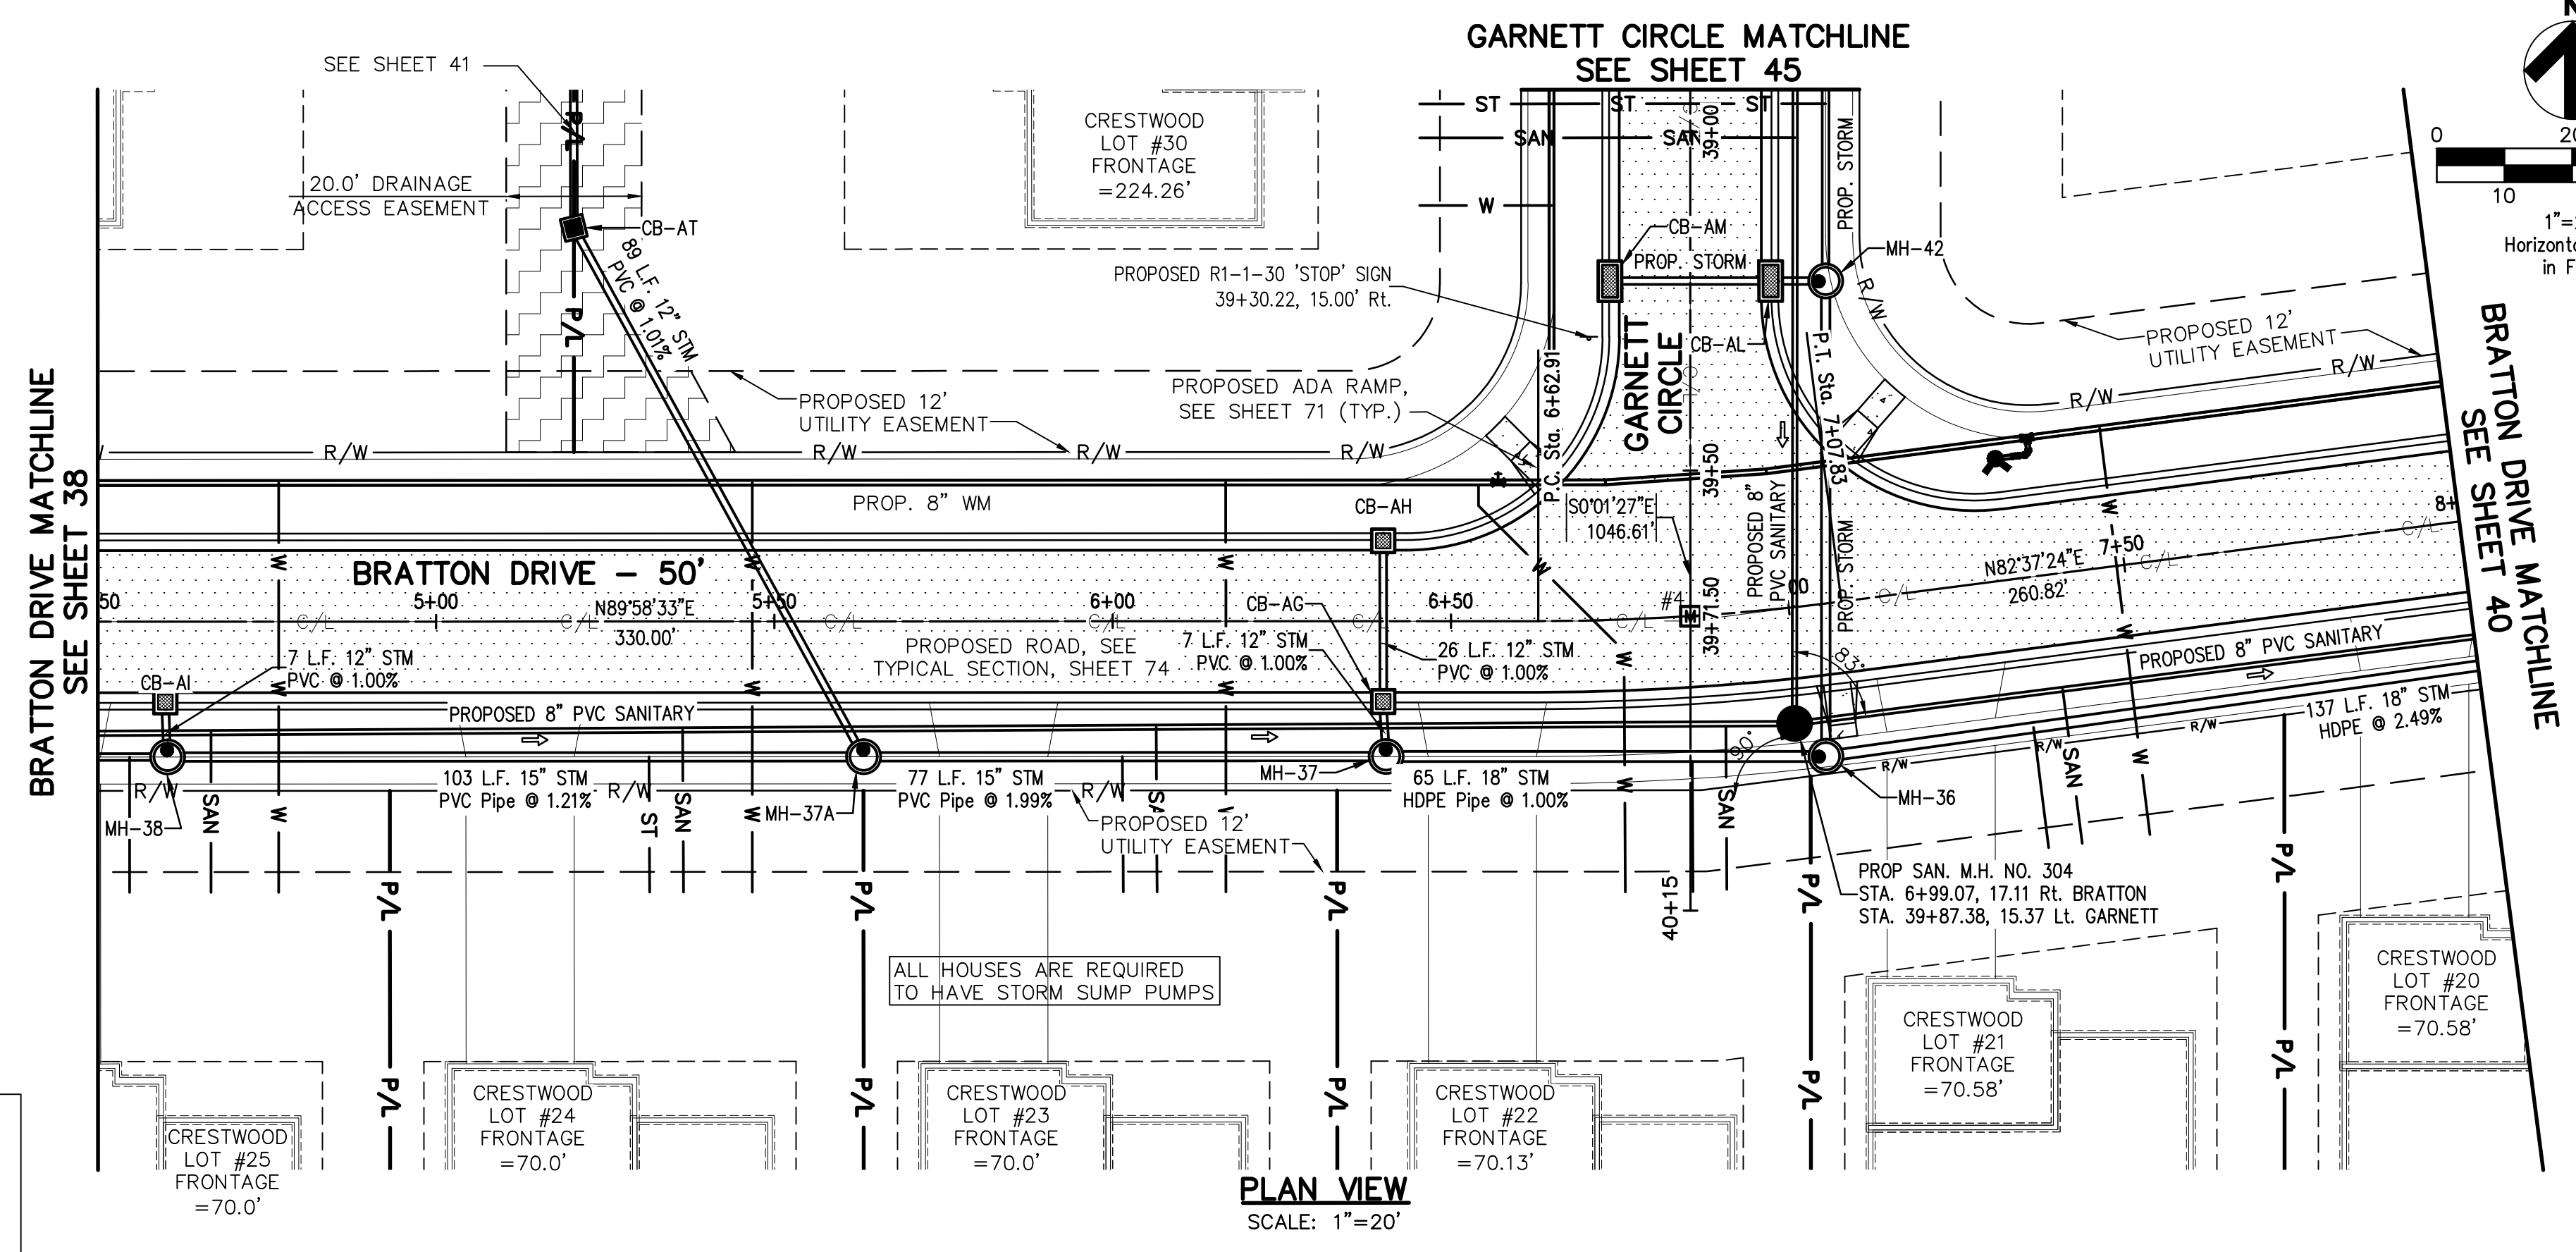 GARNETT CIRCLE MATCHLINE
SEE SHEET 45
SEE SHEET 41
20.0' DRAINAGE
ACCESS EASEMENT
P/L
P/L
CB-AT
89 L.F. 12" STM
PVC @ 1.01%
CRESTWOOD
LOT #30
FRONTAGE
=224.26'
ST
ST
ST
SAN
SAN
W
39+00
PROP. STORM
CB-AM
PROP. STORM
MH-42
R/W
PROPOSED R1-1-30 'STOP' SIGN
39+30.22, 15.00' Rt.
CB-AL
GARNETT
CIRCLE
P.C. Sta. 6+62.91
P.T. Sta. 7+07.83
PROPOSED ADA RAMP,
SEE SHEET 71 (TYP.)
PROPOSED 12'
UTILITY EASEMENT
PROPOSED 12'
UTILITY EASEMENT
R/W
R/W
R/W
R/W
R/W
R/W
0
10
1"=
BRATTON DRIVE MATCHLINE
SEE SHEET 38
BRATTON DRIVE MATCHLINE
SEE SHEET 40
PROP. 8" WM
CB-AH
S0°01'27"E
1046.61'
39+50
PROPOSED 8"
PVC SANITARY
PROP. STORM
BRATTON DRIVE - 50'
50
5+00
N89°58'33"E
330.00'
5+50
6+00
6+50
00
7+50
8+
C/L
C/L
C/L
C/L
C/L
C/L
C/L
C/L
C/L
N82°37'24"E
260.82'
#4
M
39+71.50
CB-AG
PROPOSED ROAD, SEE
TYPICAL SECTION, SHEET 74
7 L.F. 12" STM
PVC @ 1.00%
26 L.F. 12" STM
PVC @ 1.00%
7 L.F. 12" STM
PVC @ 1.00%
CB-AI
PROPOSED 8" PVC SANITARY
PROPOSED 8" PVC SANITARY
W
W
W
W
W
W
W
W
W
W
83°
90°
137 L.F. 18" STM
HDPE @ 2.49%
R/W
R/W
R/W
R/W
R/W
R/W
103 L.F. 15" STM
PVC Pipe @ 1.21%
77 L.F. 15" STM
PVC Pipe @ 1.99%
65 L.F. 18" STM
HDPE Pipe @ 1.00%
MH-38
MH-37A
MH-37
MH-36
SAN
W
ST
SAN
W
W
SAN
SAN
W
PROPOSED 12'
UTILITY EASEMENT
40+15
PROP SAN. M.H. NO. 304
STA. 6+99.07, 17.11 Rt. BRATTON
STA. 39+87.38, 15.37 Lt. GARNETT
P/L
P/L
P/L
P/L
P/L
P/L
P/L
P/L
P/L
P/L
ALL HOUSES ARE REQUIRED
TO HAVE STORM SUMP PUMPS
CRESTWOOD
LOT #25
FRONTAGE
=70.0'
CRESTWOOD
LOT #24
FRONTAGE
=70.0'
CRESTWOOD
LOT #23
FRONTAGE
=70.0'
CRESTWOOD
LOT #22
FRONTAGE
=70.13'
CRESTWOOD
LOT #21
FRONTAGE
=70.58'
CRESTWOOD
LOT #20
FRONTAGE
=70.58'
PLAN VIEW
SCALE: 1"=20'